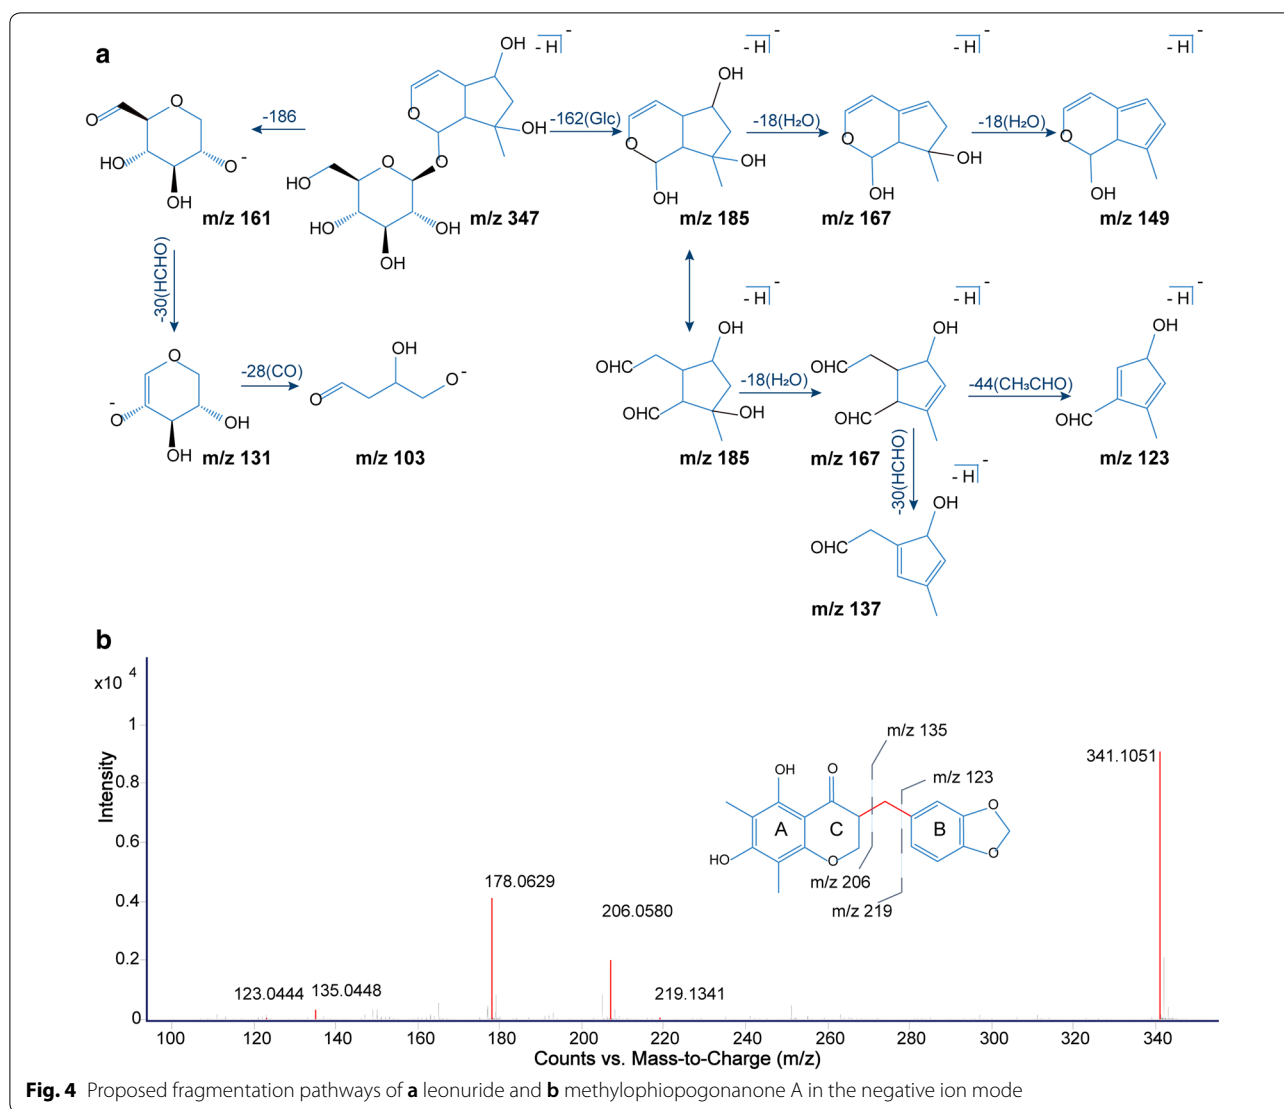 a
OH
- H
-
- H
-
- H
-
- H
-
O
O
-186
O
OH
-162(Glc)
OH
-18(H₂O)
O
-18(H₂O)
O
HO
O⁻
OH
m/z 161
HO
O
O
HO
OH
OH
m/z 347
O
OH
OH
m/z 185
OH
OH
m/z 167
OH
m/z 149
-30(HCHO)
- H
-
- H
-
- H
-
O
-28(CO)
OH
O
O⁻
-
O
OH
OH
m/z 131
m/z 103
OH
OHC
OHC
OH
-18(H₂O)
m/z 185
OH
OHC
OHC
-44(CH₃CHO)
m/z 167
OH
OHC
m/z 123
-30(HCHO)
- H
-
OH
OHC
m/z 137
b
x10 4
Intensity
1
0.8
0.6
0.4
0.2
0
m/z 135
341.1051
OH
O
m/z 123
A
C
B
O
O
HO
O
m/z 206
m/z 219
178.0629
206.0580
123.0444
135.0448
219.1341
100 120 140 160 180 200 220 240 260 280 300 320 340
Counts vs. Mass-to-Charge (m/z)
Fig. 4 Proposed fragmentation pathways of a leonuride and b methylophiopogonanone A in the negative ion mode